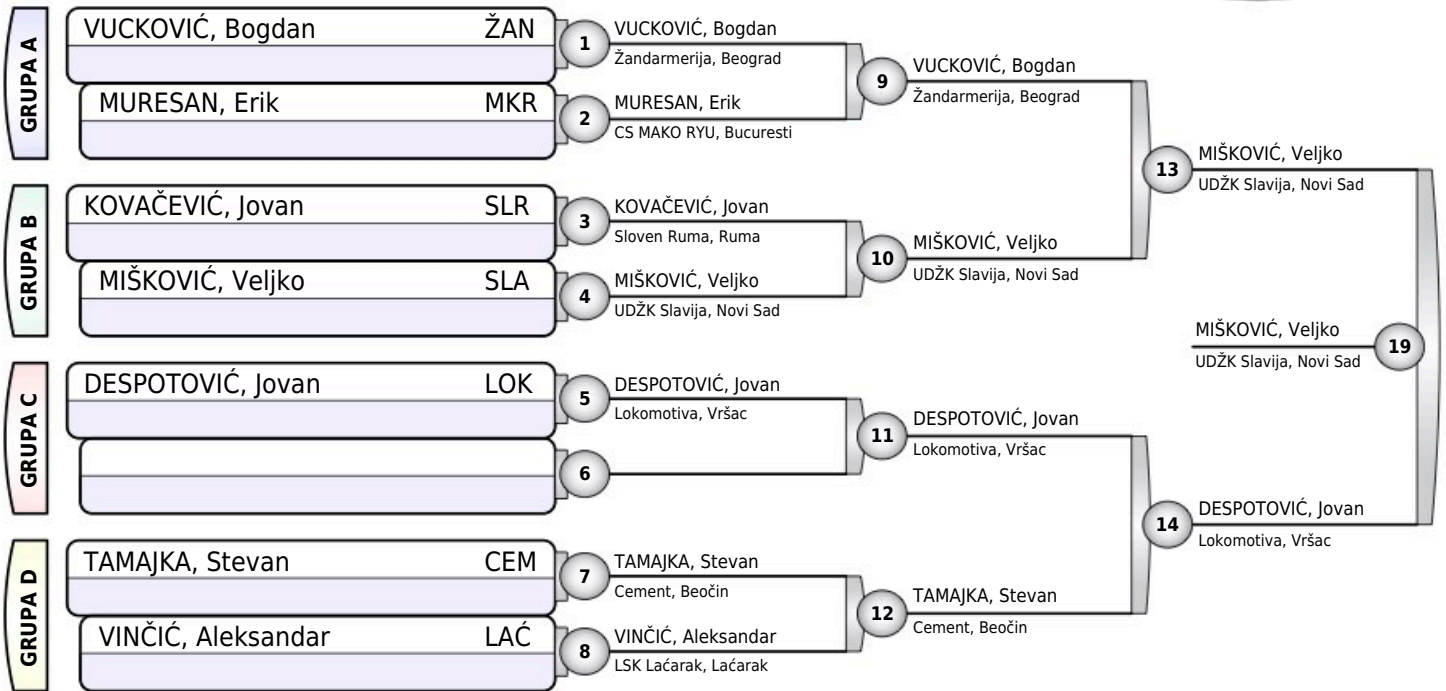 GRUPA A
VUCKOVIĆ, Bogdan ŽAN
MURESAN, Erik MKR
GRUPA B
KOVAČEVIĆ, Jovan SLR
MIŠKOVIĆ, Veljko SLA
GRUPA C
DESPOTOVIĆ, Jovan LOK
GRUPA D
TAMAJKA, Stevan CEM
VINČIĆ, Aleksandar LAĆ
1
VUCKOVIĆ, Bogdan
Žandarmerija, Beograd
2
MURESAN, Erik
CS MAKO RYU, Bucuresti
3
KOVAČEVIĆ, Jovan
Sloven Ruma, Ruma
4
MIŠKOVIĆ, Veljko
UDŽK Slavija, Novi Sad
5
DESPOTOVIĆ, Jovan
Lokomotiva, Vršac
6
7
TAMAJKA, Stevan
Cement, Beočin
8
VINČIĆ, Aleksandar
LSK Laćarak, Laćarak
9
VUCKOVIĆ, Bogdan
Žandarmerija, Beograd
10
MIŠKOVIĆ, Veljko
UDŽK Slavija, Novi Sad
11
DESPOTOVIĆ, Jovan
Lokomotiva, Vršac
12
TAMAJKA, Stevan
Cement, Beočin
13
MIŠKOVIĆ, Veljko
UDŽK Slavija, Novi Sad
14
DESPOTOVIĆ, Jovan
Lokomotiva, Vršac
MIŠKOVIĆ, Veljko
UDŽK Slavija, Novi Sad
19